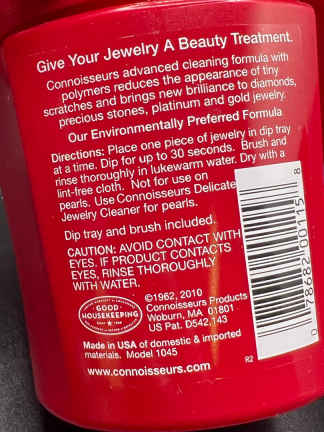 Give Your Jewelry A Beauty Treatment.
Connoisseurs advanced cleaning formula with
polymers reduces the appearance of tiny
scratches and brings new brilliance to diamonds,
precious stones, platinum and gold jewelry.
Our Environmentally Preferred Formula
Directions: Place one piece of jewelry in dip tray
at a time. Dip for up to 30 seconds. Brush and
rinse thoroughly in lukewarm water. Dry with a
lint-free cloth. Not for use on
pearls. Use Connoisseurs Delicate
Jewelry Cleaner for pearls.
Dip tray and brush included.
CAUTION: AVOID CONTACT WITH
EYES. IF PRODUCT CONTACTS
EYES, RINSE THOROUGHLY
WITH WATER.
GOOD
HOUSEKEEPING
©1962, 2010
Connoisseurs Products
Woburn, MA 01801
US Pat. D542,143
Made in USA of domestic & imported
materials. Model 1045
www.connoisseurs.com
R2
0 78682 00115 8